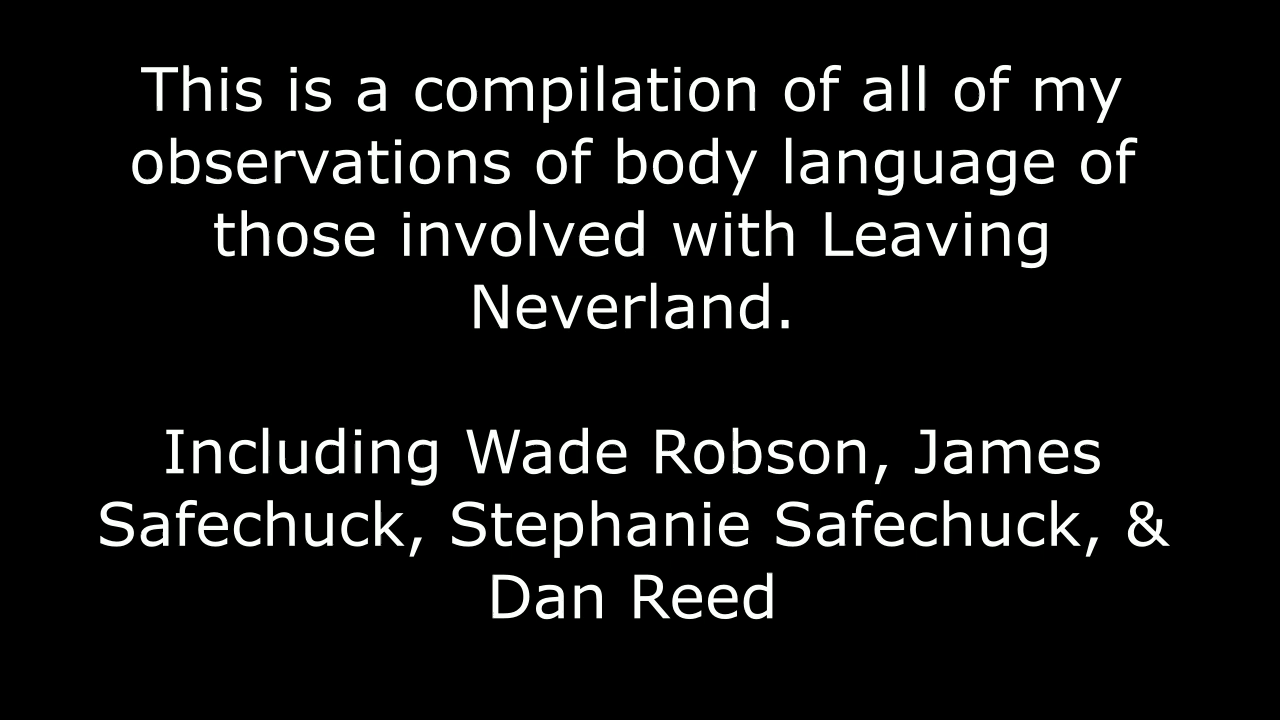 This is a compilation of all of my
observations of body language of
those involved with Leaving
Neverland.
Including Wade Robson, James
Safechuck, Stephanie Safechuck, &
Dan Reed